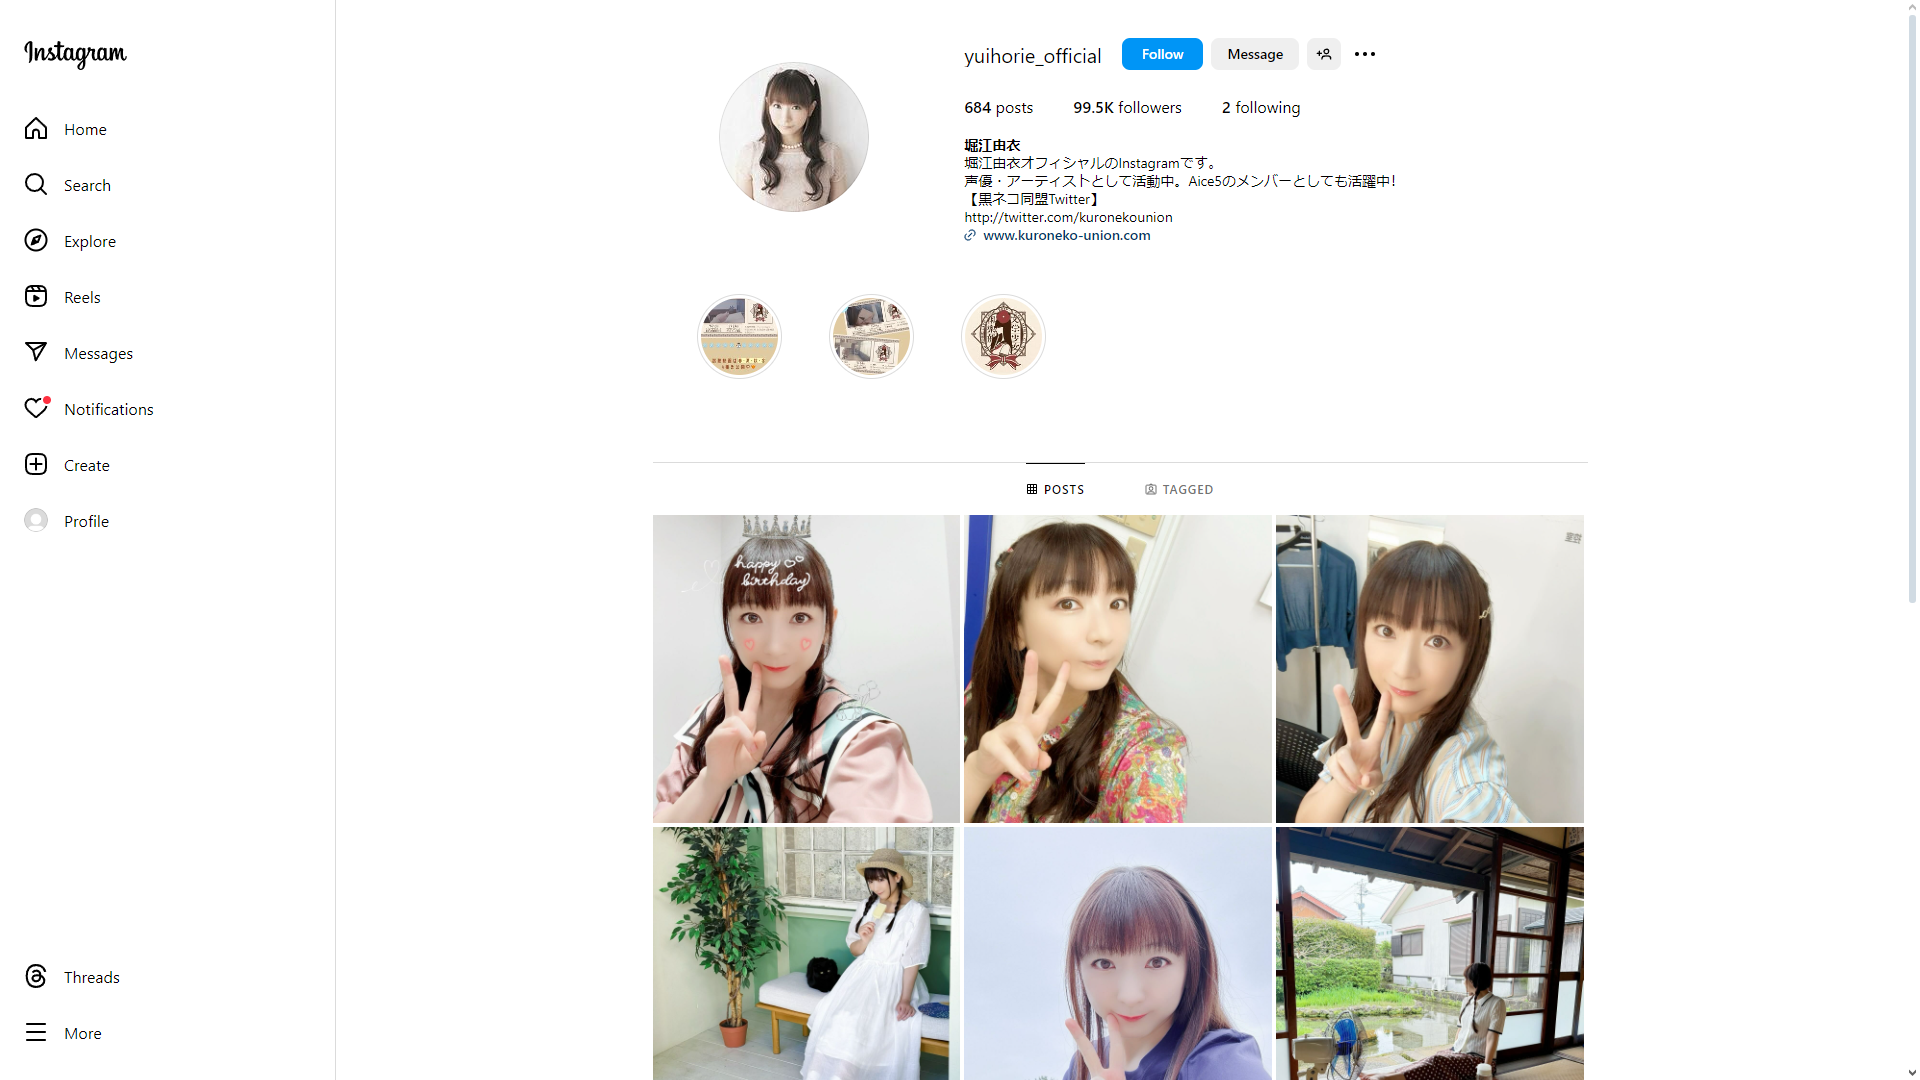 Instagram
Home
Search
Explore
Reels
Messages
Notifications
Create
Profile
Threads
More
yuihorie_official
Follow
Message
684 posts
99.5K followers
2 following
堀江由衣
堀江由衣オフィシャルのInstagramです。
声優・アーティストとして活動中。Aice5のメンバーとしても活躍中！
【黒ネコ同盟Twitter】
http://twitter.com/kuronekounion
www.kuroneko-union.com
POSTS
TAGGED
happy
birthday